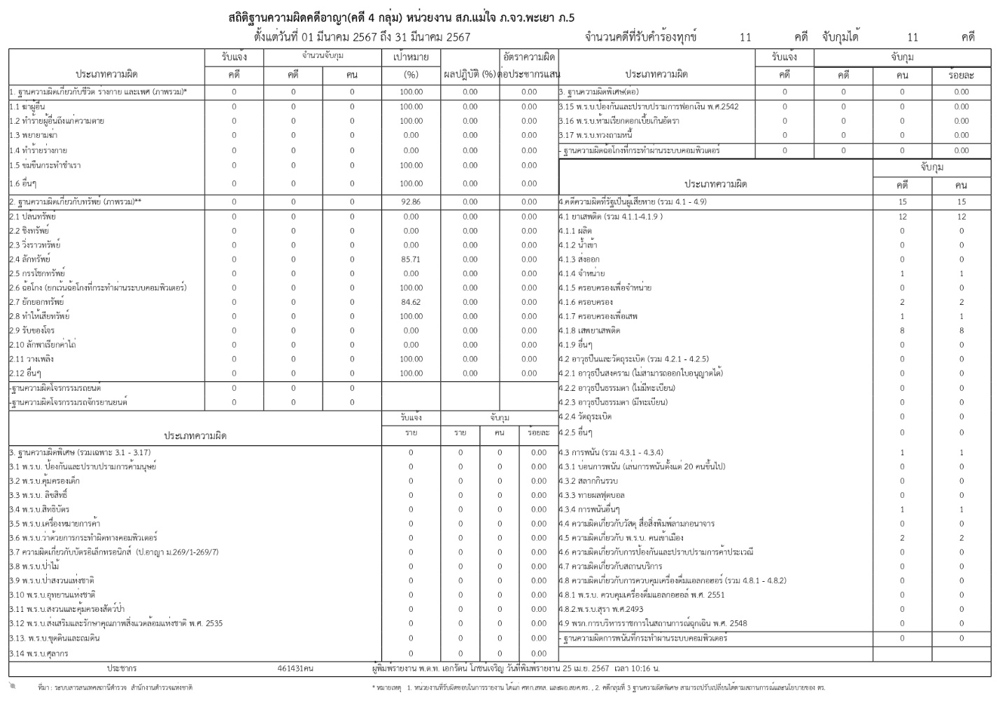 สถิติฐานความผิดคดีอาญา(คดี 4 กลุ่ม) หน่วยงาน สภ.แม่ใจ ภ.จว.พะเยา ภ.5
ตั้งแต่วันที่ 01 มีนาคม 2567 ถึง 31 มีนาคม 2567 จำนวนคดีที่รับคำร้องทุกข์ 11 คดี จับกุมได้ 11 คดี
ประเภทความผิด รับแจ้ง จำนวนจับกุม เป้าหมาย ผลปฎิบัติ (%) อัตราความผิด
คดี คดี คน (%) ต่อประชากรแสน
1. ฐานความผิดเกี่ยวกับชีวิต ร่างกาย และเพศ (ภาพรวม)* 0 0 0 100.00 0.00 0.00
1.1 ฆ่าผู้อื่น 0 0 0 100.00 0.00 0.00
1.2 ทำร้ายผู้อื่นถึงแก่ความตาย 0 0 0 100.00 0.00 0.00
1.3 พยายามฆ่า 0 0 0 0.00 0.00 0.00
1.4 ทำร้ายร่างกาย 0 0 0 0.00 0.00 0.00
1.5 ข่มขืนกระทำชำเรา 0 0 0 100.00 0.00 0.00
1.6 อื่นๆ 0 0 0 100.00 0.00 0.00
2. ฐานความผิดเกี่ยวกับทรัพย์ (ภาพรวม)** 0 0 0 92.86 0.00 0.00
2.1 ปล้นทรัพย์ 0 0 0 0.00 0.00 0.00
2.2 ชิงทรัพย์ 0 0 0 0.00 0.00 0.00
2.3 วิ่งราวทรัพย์ 0 0 0 0.00 0.00 0.00
2.4 ลักทรัพย์ 0 0 0 85.71 0.00 0.00
2.5 กรรโชกทรัพย์ 0 0 0 0.00 0.00 0.00
2.6 ฉ้อโกง (ยกเว้นฉ้อโกงที่กระทำผ่านระบบคอมพิวเตอร์) 0 0 0 100.00 0.00 0.00
2.7 ยักยอกทรัพย์ 0 0 0 84.62 0.00 0.00
2.8 ทำให้เสียทรัพย์ 0 0 0 100.00 0.00 0.00
2.9 รับของโจร 0 0 0 0.00 0.00 0.00
2.10 ลักพาเรียกค่าไถ่ 0 0 0 0.00 0.00 0.00
2.11 วางเพลิง 0 0 0 100.00 0.00 0.00
2.12 อื่นๆ 0 0 0 100.00 0.00 0.00
-ฐานความผิดโจรกรรมรถยนต์ 0 0 0
-ฐานความผิดโจรกรรมรถจักรยานยนต์ 0 0 0
ประเภทความผิด รับแจ้ง จับกุม
ราย ราย คน ร้อยละ
3. ฐานความผิดพิเศษ (รวมเฉพาะ 3.1 - 3.17) 0 0 0 0.00
3.1 พ.ร.บ. ป้องกันและปราบปรามการค้ามนุษย์ 0 0 0 0.00
3.2 พ.ร.บ.คุ้มครองเด็ก 0 0 0 0.00
3.3 พ.ร.บ. ลิขสิทธิ์ 0 0 0 0.00
3.4 พ.ร.บ.สิทธิบัตร 0 0 0 0.00
3.5 พ.ร.บ.เครื่องหมายการค้า 0 0 0 0.00
3.6 พ.ร.บ.ว่าด้วยการกระทำผิดทางคอมพิวเตอร์ 0 0 0 0.00
3.7 ความผิดเกี่ยวกับบัตรอิเล็กทรอนิกส์ (ป.อาญา ม.269/1-269/7) 0 0 0 0.00
3.8 พ.ร.บ.ป่าไม้ 0 0 0 0.00
3.9 พ.ร.บ.ป่าสงวนแห่งชาติ 0 0 0 0.00
3.10 พ.ร.บ.อุทยานแห่งชาติ 0 0 0 0.00
3.11 พ.ร.บ.สงวนและคุ้มครองสัตว์ป่า 0 0 0 0.00
3.12 พ.ร.บ.ส่งเสริมและรักษาคุณภาพสิ่งแวดล้อมแห่งชาติ พ.ศ. 2535 0 0 0 0.00
3.13. พ.ร.บ.ขุดดินและถมดิน 0 0 0 0.00
3.14 พ.ร.บ.ศุลากร 0 0 0 0.00
ประเภทความผิด รับแจ้ง จับกุม
คดี คดี คน ร้อยละ
3. ฐานความผิดพิเศษ(ต่อ) 0 0 0 0.00
3.15 พ.ร.บ.ป้องกันและปราบปรามการฟอกเงิน พ.ศ.2542 0 0 0 0.00
3.16 พ.ร.บ.ห้ามเรียกดอกเบี้ยเกินอัตรา 0 0 0 0.00
3.17 พ.ร.บ.ทวงถามหนี้ 0 0 0 0.00
- ฐานความผิดฉ้อโกงที่กระทำผ่านระบบคอมพิวเตอร์ 0 0 0 0.00
ประเภทความผิด จับกุม
คดี คน
4.คดีความผิดที่รัฐเป็นผู้เสียหาย (รวม 4.1 - 4.9) 15 15
4.1 ยาเสพติด (รวม 4.1.1-4.1.9 ) 12 12
4.1.1 ผลิต 0 0
4.1.2 นำเข้า 0 0
4.1.3 ส่งออก 0 0
4.1.4 จำหน่าย 1 1
4.1.5 ครอบครองเพื่อจำหน่าย 0 0
4.1.6 ครอบครอง 2 2
4.1.7 ครอบครองเพื่อเสพ 1 1
4.1.8 เสพยาเสพติด 8 8
4.1.9 อื่นๆ 0 0
4.2 อาวุธปืนและวัตถุระเบิด (รวม 4.2.1 - 4.2.5) 0 0
4.2.1 อาวุธปืนสงคราม (ไม่สามารถออกใบอนุญาตได้) 0 0
4.2.2 อาวุธปืนธรรมดา (ไม่มีทะเบียน) 0 0
4.2.3 อาวุธปืนธรรมดา (มีทะเบียน) 0 0
4.2.4 วัตถุระเบิด 0 0
4.2.5 อื่นๆ 0 0
4.3 การพนัน (รวม 4.3.1 - 4.3.4) 1 1
4.3.1 บ่อนการพนัน (เล่นการพนันตั้งแต่ 20 คนขึ้นไป) 0 0
4.3.2 สลากกินรวบ 0 0
4.3.3 ทายผลฟุตบอล 0 0
4.3.4 การพนันอื่นๆ 1 1
4.4 ความผิดเกี่ยวกับวัสดุ สื่อสิ่งพิมพ์ลามกอนาจาร 0 0
4.5 ความผิดเกี่ยวกับ พ.ร.บ. คนเข้าเมือง 2 2
4.6 ความผิดเกี่ยวกับการป้องกันและปราบปรามการค้าประเวณี 0 0
4.7 ความผิดเกี่ยวกับสถานบริการ 0 0
4.8 ความผิดเกี่ยวกับการควบคุมเครื่องดื่มแอลกอฮอร์ (รวม 4.8.1 - 4.8.2) 0 0
4.8.1 พ.ร.บ. ควบคุมเครื่องดื่มแอลกอฮอล์ พ.ศ. 2551 0 0
4.8.2.พ.ร.บ.สุรา พ.ศ.2493 0 0
4.9 พรก.การบริหารราชการในสถานการณ์ฉุกเฉิน พ.ศ. 2548 0 0
- ฐานความผิดการพนันที่กระทำผ่านระบบคอมพิวเตอร์ 0 0
ประชากร 461431คน ผู้พิมพ์รายงาน พ.ต.ท. เอกรัตน์ โภชน์เจริญ วันที่พิมพ์รายงาน 25 เม.ย. 2567 เวลา 10:16 น.
ที่มา : ระบบสารสนเทศสถานีตำรวจ สำนักงานตำรวจแห่งชาติ * หมายเหตุ 1. หน่วยงานที่รับผิดชอบในการรายงาน ได้แก่ ศทก.สทส. และผอ.สยศ.ตร. , 2. คดีกลุ่มที่ 3 ฐานความผิดพิเศษ สามารถปรับเปลี่ยนได้ตามสถานการณ์และนโยบายของ ตร.